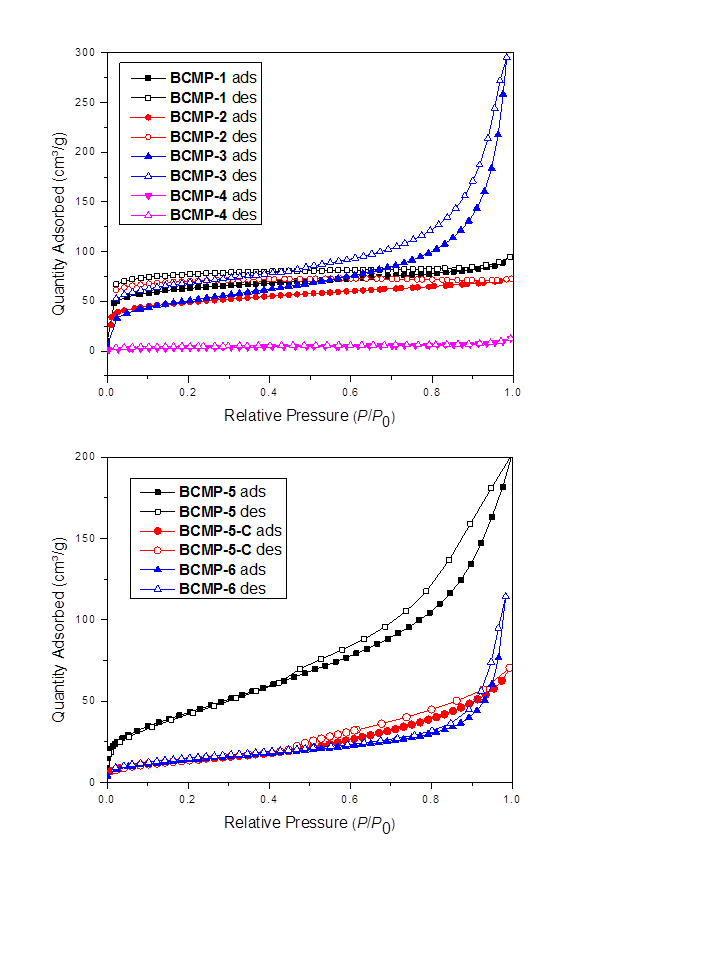 300
250
200
150
100
50
0
BCMP-1 ads
BCMP-1 des
BCMP-2 ads
BCMP-2 des
BCMP-3 ads
BCMP-3 des
BCMP-4 ads
BCMP-4 des
Quantity Adsorbed (cm³/g)
0.0 0.2 0.4 0.6 0.8 1.0
Relative Pressure (P/P0)
200
150
100
50
0
BCMP-5 ads
BCMP-5 des
BCMP-5-C ads
BCMP-5-C des
BCMP-6 ads
BCMP-6 des
Quantity Adsorbed (cm³/g)
0.0 0.2 0.4 0.6 0.8 1.0
Relative Pressure (P/P0)